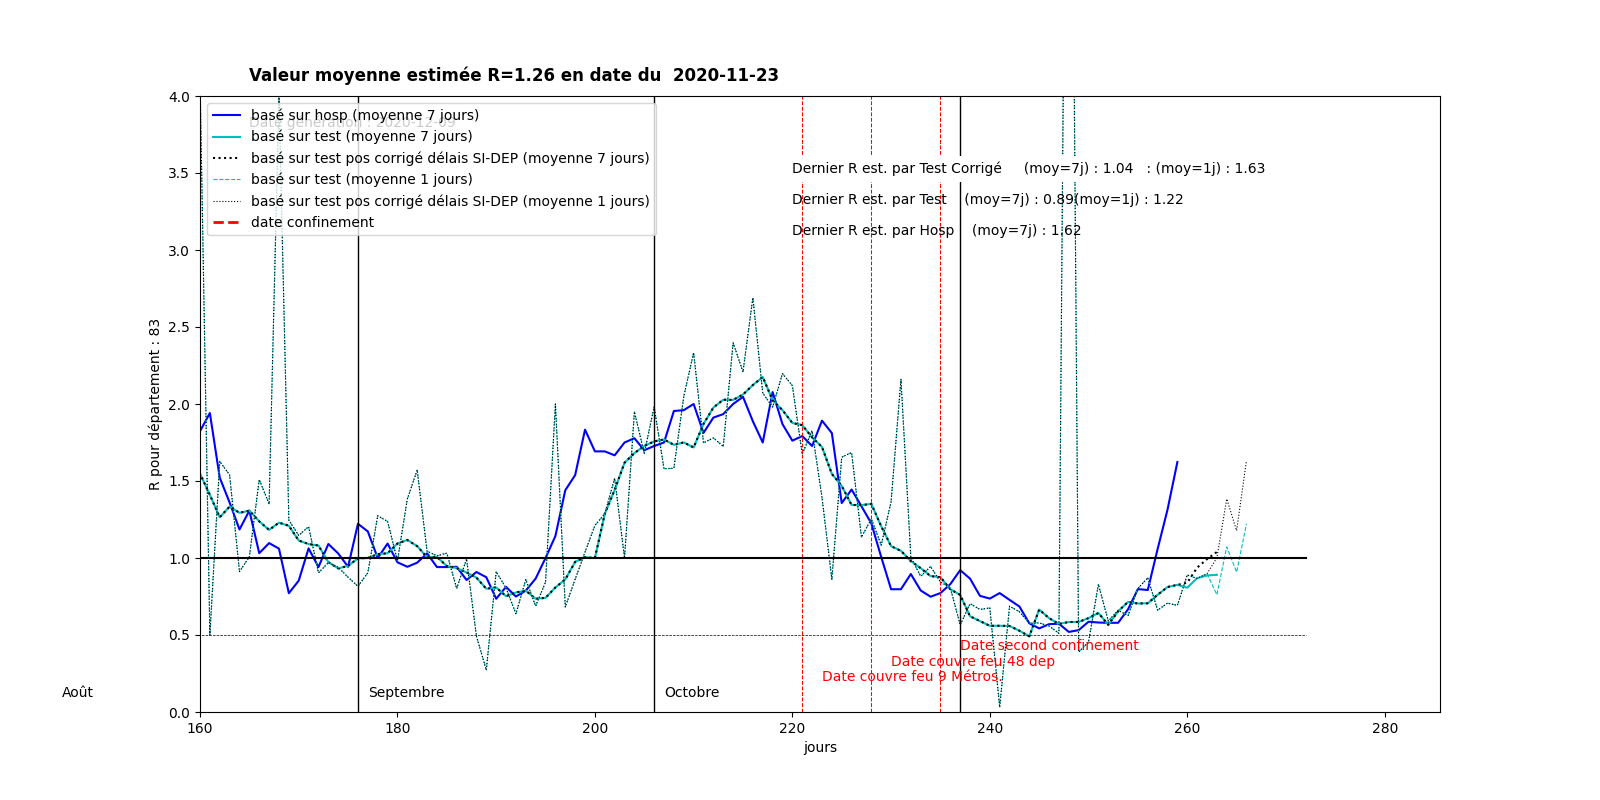 Valeur moyenne estimée R=1.26 en date du  2020-11-23
4.0
3.5
3.0
2.5
2.0
1.5
1.0
0.5
0.0
R pour département : 83
basé sur hosp (moyenne 7 jours)
basé sur test (moyenne 7 jours)
basé sur test pos corrigé délais SI-DEP (moyenne 7 jours)
basé sur test (moyenne 1 jours)
basé sur test pos corrigé délais SI-DEP (moyenne 1 jours)
date confinement
Dernier R est. par Test Corrigé    (moy=7j) : 1.04   : (moy=1j) : 1.63
Dernier R est. par Test    (moy=7j) : 0.89(moy=1j) : 1.22
Dernier R est. par Hosp    (moy=7j) : 1.62
Date second confinement
Date couvre feu 48 dep
Date couvre feu 9 Métros.
Août
Septembre
Octobre
160 180 200 220 240 260 280
jours